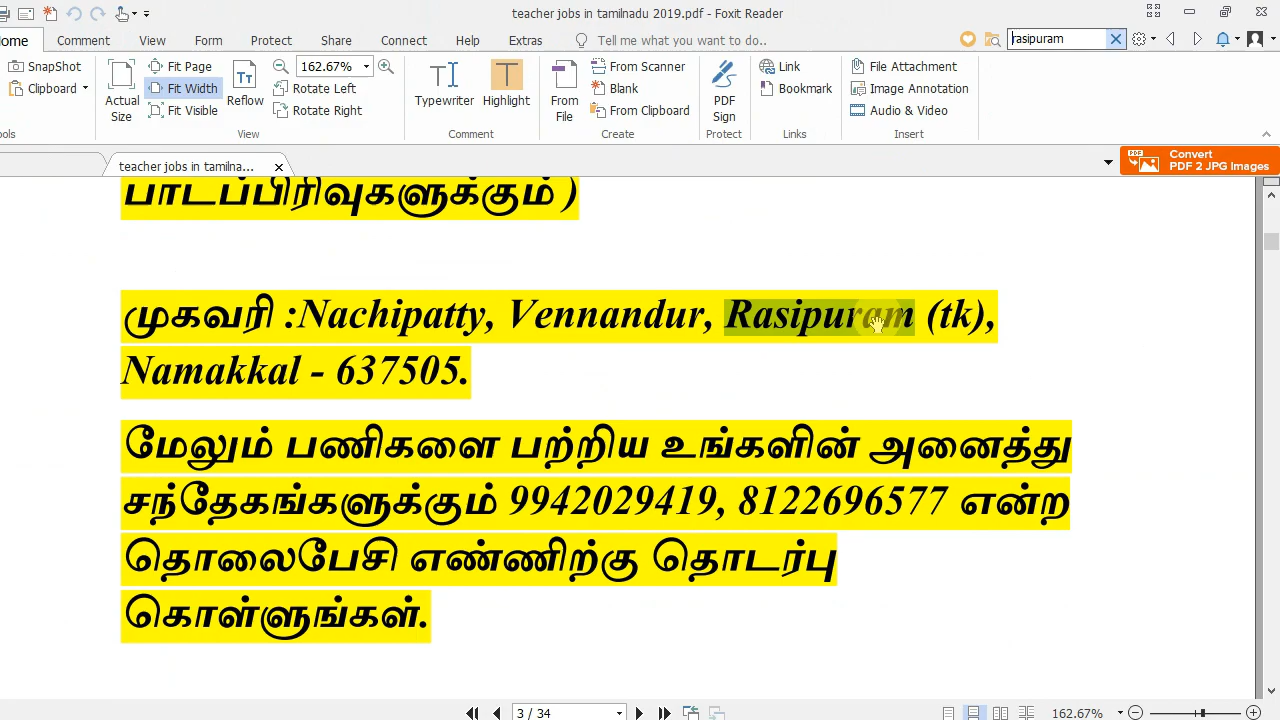 teacher jobs in tamilnadu 2019.pdf - Foxit Reader
ome Comment View Form Protect Share Connect Help Extras Tell me what you want to do.. rasipuram
SnapShot Fit Page 162.67% From Scanner Link File Attachment
Clipboard Fit Width Rotate Left Blank Bookmark Image Annotation
Actual Size Fit Visible Reflow Rotate Right Typewriter Highlight From File From Clipboard PDF Sign Audio & Video
ols View Comment Create Protect Links Insert
teacher jobs in tamilna... Convert
PDF 2 JPG Images
பாடப்பிரிவுகளுக்கும் )
முகவரி :Nachipatty, Vennandur, Rasipuram (tk),
Namakkal - 637505.
மேலும் பணிகளை பற்றிய உங்களின் அனைத்து
சந்தேகங்களுக்கும் 9942029419, 8122696577 என்ற
தொலைபேசி எண்ணிற்கு தொடர்பு
கொள்ளுங்கள்.
3 / 34 162.67%